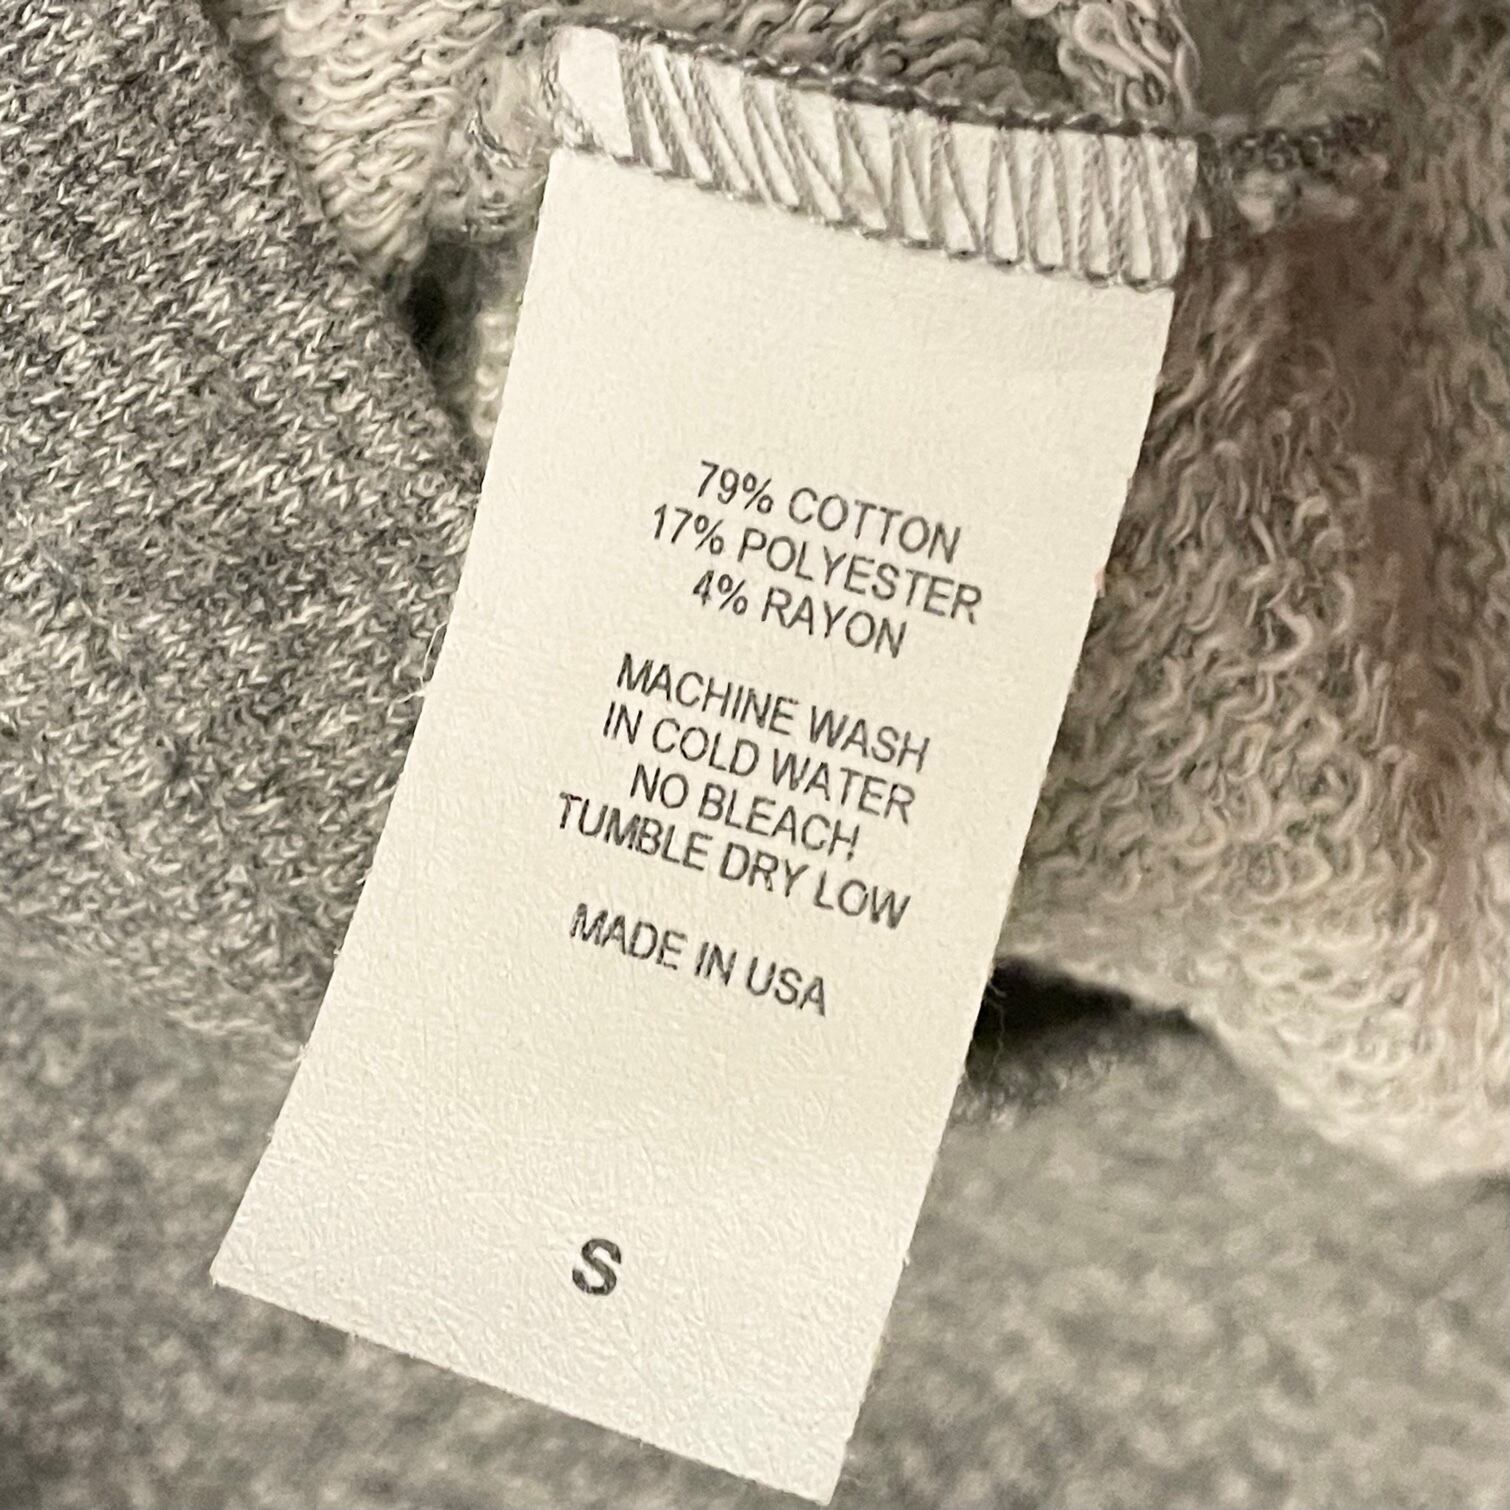 79% COTTON
17% POLYESTER
4% RAYON
MACHINE WASH
IN COLD WATER
NO BLEACH
TUMBLE DRY LOW
MADE IN USA
S